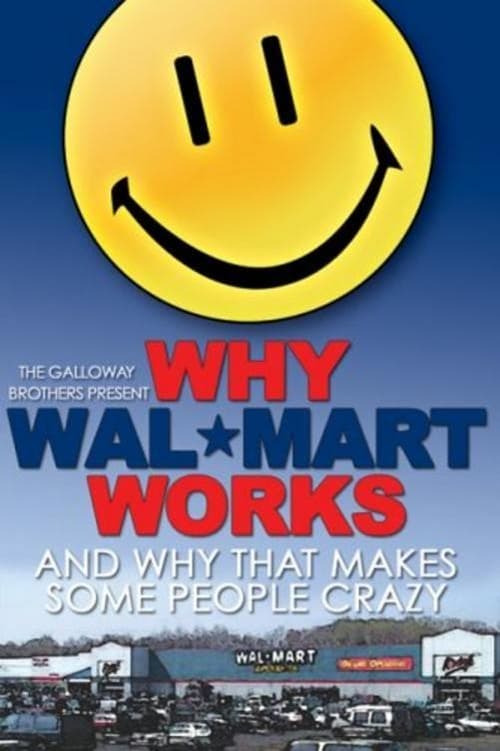 THE GALLOWAY
BROTHERS PRESENT
WHY
WAL★MART
WORKS
AND WHY THAT MAKES
SOME PEOPLE CRAZY
WAL★MART